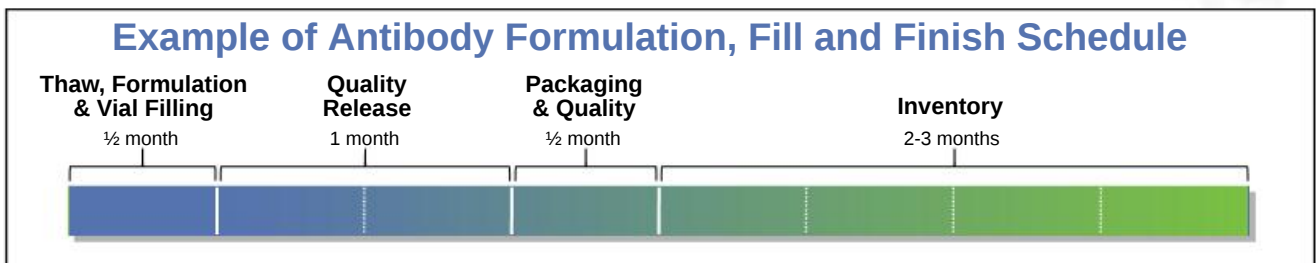 Example of Antibody Formulation, Fill and Finish Schedule
Thaw, Formulation
& Vial Filling
½ month
Quality
Release
1 month
Packaging
& Quality
½ month
Inventory
2-3 months